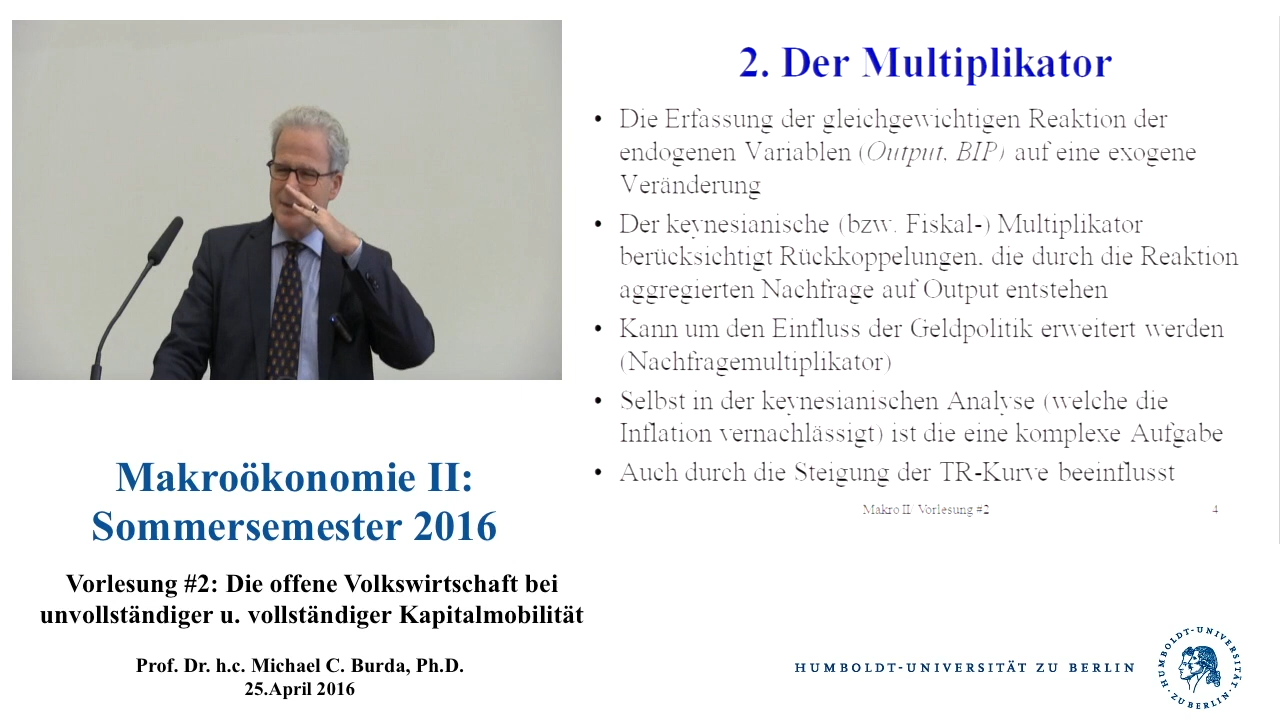 2. Der Multiplikator
• Die Erfassung der gleichgewichtigen Reaktion der
endogenen Variablen (Output, BIP) auf eine exogene
Veränderung
• Der keynesianische (bzw. Fiskal-) Multiplikator
berücksichtigt Rückkoppelungen, die durch die Reaktion
aggregierten Nachfrage auf Output entstehen
• Kann um den Einfluss der Geldpolitik erweitert werden
(Nachfragemultiplikator)
• Selbst in der keynesianischen Analyse (welche die
Inflation vernachlässigt) ist die eine komplexe Aufgabe
• Auch durch die Steigung der TR-Kurve beeinflusst
Makro II/ Vorlesung #2 4
Makroökonomie II:
Sommersemester 2016
Vorlesung #2: Die offene Volkswirtschaft bei
unvollständiger u. vollständiger Kapitalmobilität
Prof. Dr. h.c. Michael C. Burda, Ph.D.
25.April 2016
HUMBOLDT-UNIVERSITÄT ZU BERLIN
HUMBOLDT-UNIVERSITÄT
ZU BERLIN